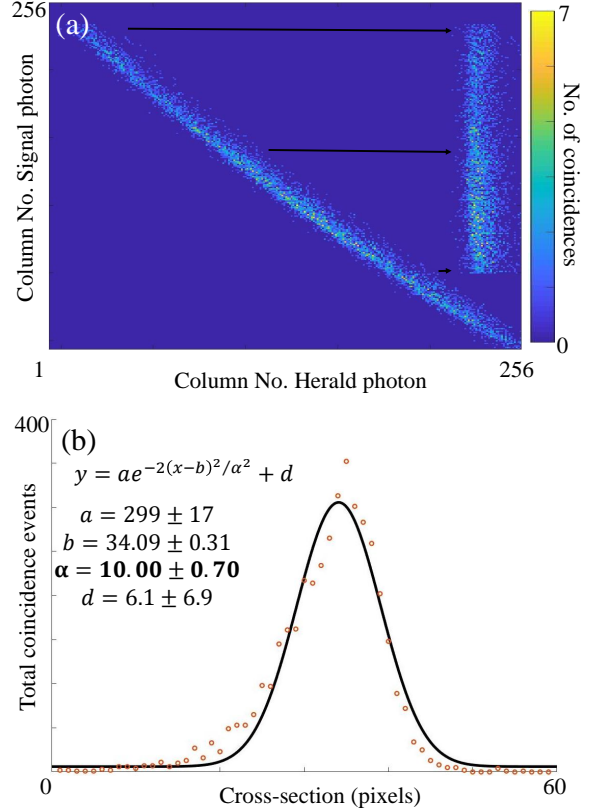 256
(a)
7
Column No. Signal photon
No. of coincidences
0
1
256
Column No. Herald photon
400
(b)
y = ae^{-2(x-b)^2/α^2} + d
a = 299 ± 17
b = 34.09 ± 0.31
α = 10.00 ± 0.70
d = 6.1 ± 6.9
Total coincidence events
0
60
Cross-section (pixels)